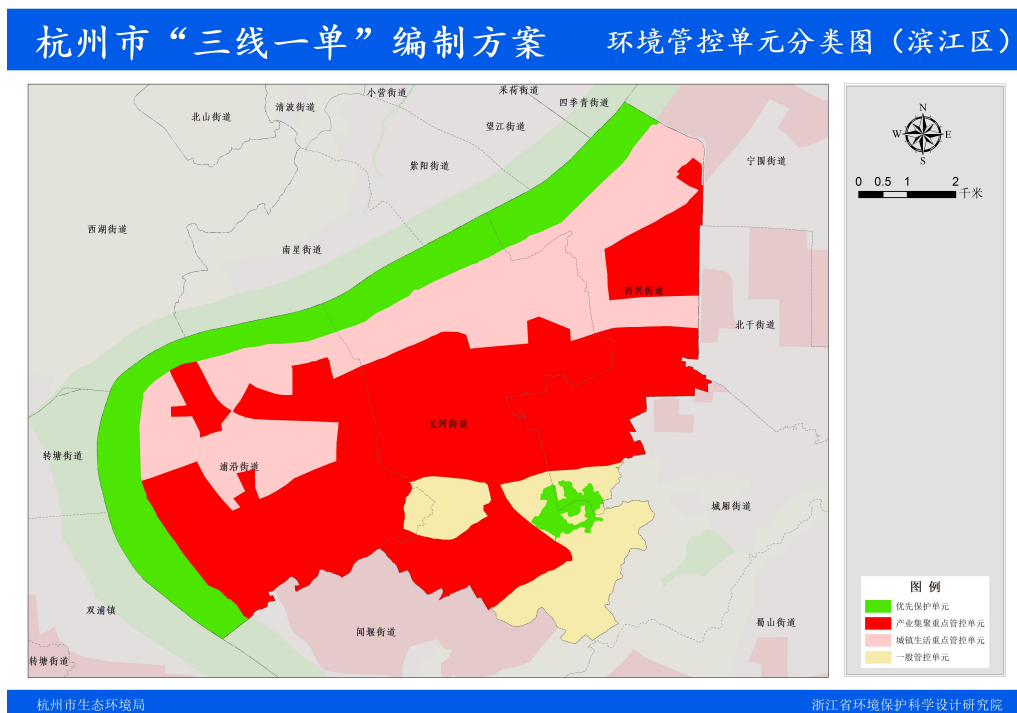 杭州市“三线一单”编制方案 环境管控单元分类图（滨江区）
小营街道
采荷街道
清波街道
四季青街道
北山街道
望江街道
紫阳街道
宁围街道
西湖街道
南星街道
西兴街道
北干街道
长河街道
转塘街道
浦沿街道
城厢街道
双浦镇
闻堰街道
蜀山街道
转塘街道
N
W E
S
0 0.5 1 2
千米
图 例
优先保护单元
产业集聚重点管控单元
城镇生活重点管控单元
一般管控单元
杭州市生态环境局 浙江省环境保护科学设计研究院